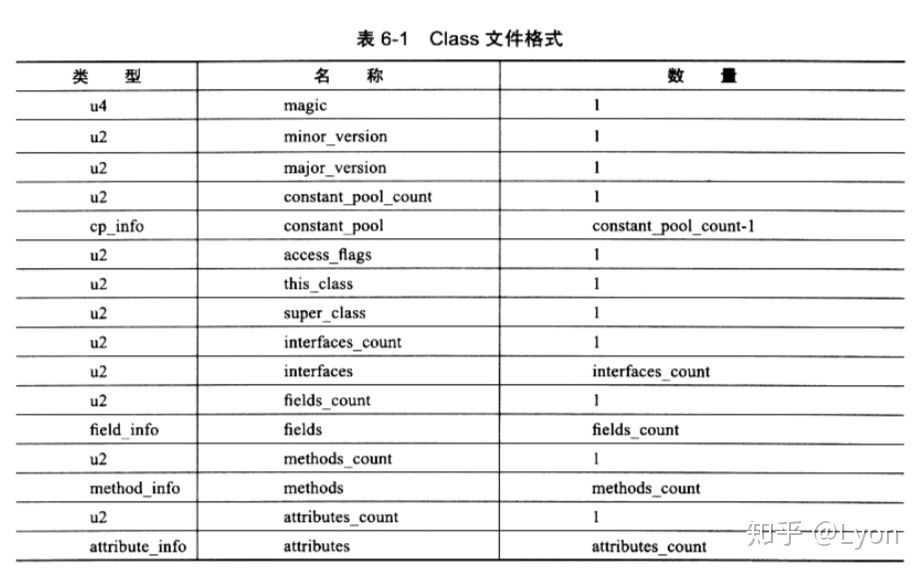 表 6-1 Class 文件格式
类 型 名 称 数 量
u4 magic 1
u2 minor_version 1
u2 major_version 1
u2 constant_pool_count 1
cp_info constant_pool constant_pool_count-1
u2 access_flags 1
u2 this_class 1
u2 super_class 1
u2 interfaces_count 1
u2 interfaces interfaces_count
u2 fields_count 1
field_info fields fields_count
u2 methods_count 1
method_info methods methods_count
u2 attributes_count 1
attribute_info attributes attributes_count
知乎 @Lyon